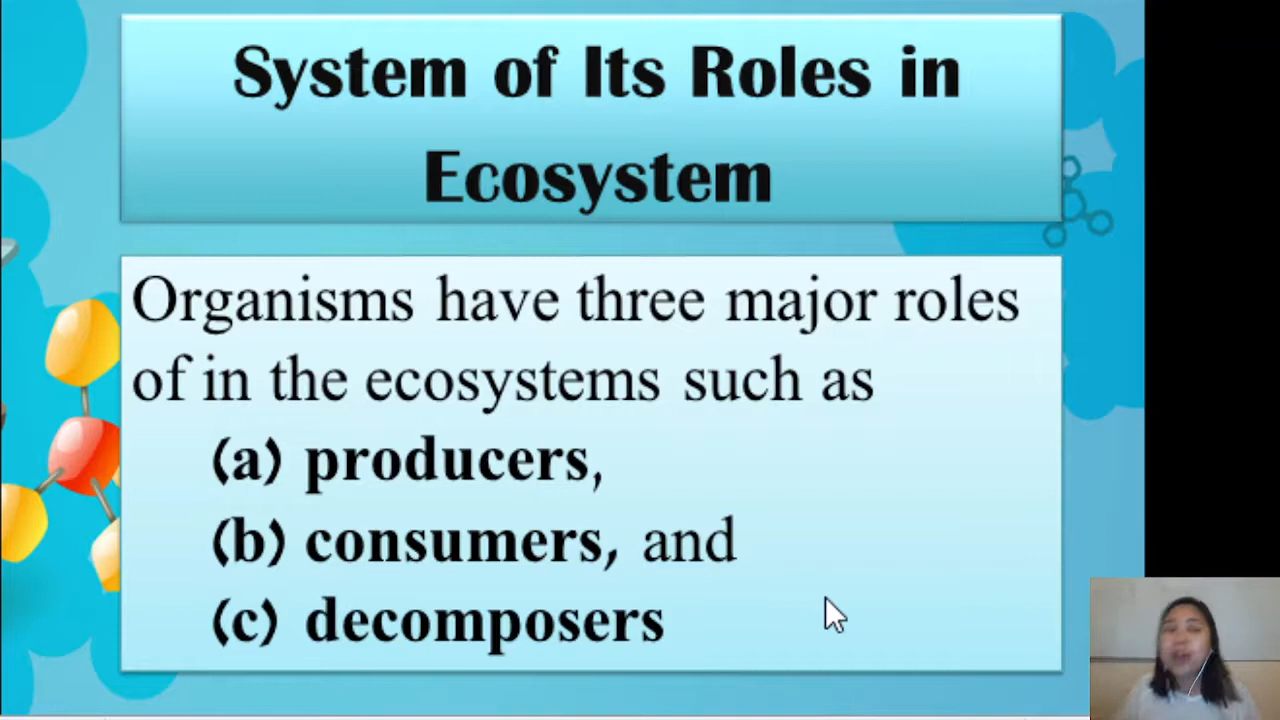 System of Its Roles in
Ecosystem
Organisms have three major roles
of in the ecosystems such as
(a) producers,
(b) consumers, and
(c) decomposers